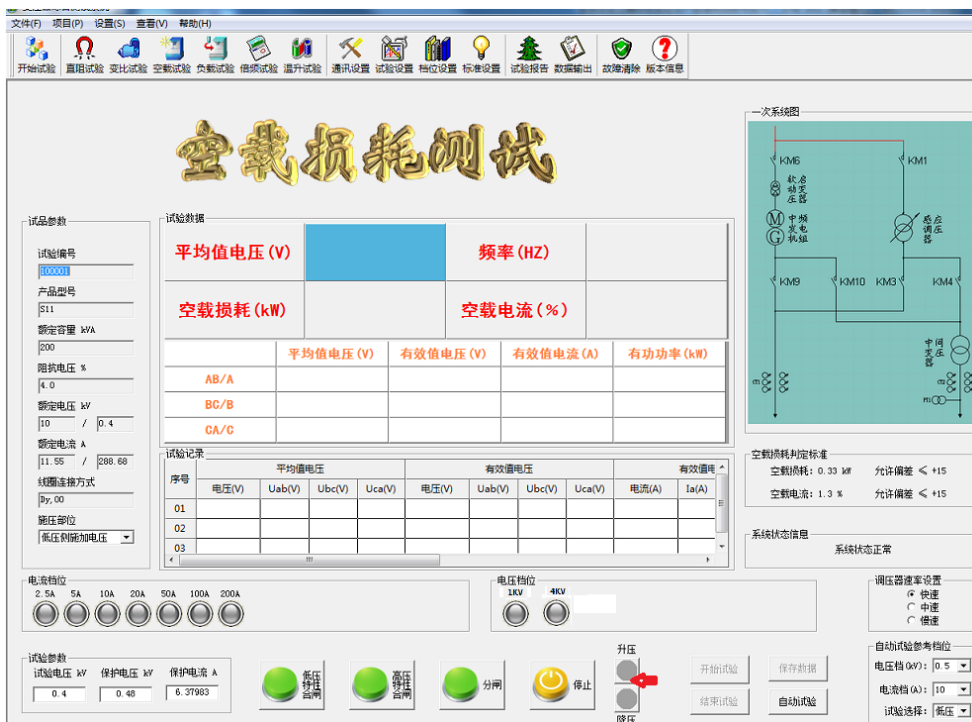 文件(F) 项目(P) 设置(S) 查看(V) 帮助(H)
开始试验 直阻试验 变比试验 空载试验 负载试验 倍频试验 温升试验 通讯设置 试验设置 档位设置 标准设置 试验报告 数据输出 故障清除 版本信息
空载损耗测试
一次系统图
KM6
KM1
软启动变压器
M
G
中频发电机组
感应调压器
KM9
KM10
KM3
KM4
中间变压器
试品参数
试验编号
100001
产品型号
S11
额定容量 kVA
200
阻抗电压 %
4.0
额定电压 kV
10 / 0.4
额定电流 A
11.55 / 288.68
线圈连接方式
Dy,00
施压部位
低压侧施加电压
试验数据
平均值电压(V) 频率(HZ)
空载损耗(kW) 空载电流(%)
平均值电压(V) 有效值电压(V) 有效值电流(A) 有功功率(kW)
AB/A
BC/B
CA/C
试验记录
序号 平均值电压 有效值电压 有效值电
电压(V) Uab(V) Ubc(V) Uca(V) 电压(V) Uab(V) Ubc(V) Uca(V) 电流(A) Ia(A)
01
02
03
空载损耗判定标准
空载损耗: 0.33 kW 允许偏差 ≤ +15
空载电流: 1.3 % 允许偏差 ≤ +15
系统状态信息
系统状态正常
电流档位
2.5A 5A 10A 20A 50A 100A 200A
电压档位
1KV 4KV
调压器速率设置
快速
中速
慢速
试验参数
试验电压 kV 保护电压 kV 保护电流 A
0.4 0.48 6.37983
低压特性合闸
高压特性合闸
分闸
停止
升压
降压
开始试验 保存数据
结束试验 自动试验
自动试验参考档位
电压档(kV): 0.5
电流档(A): 10
试验选择: 低压